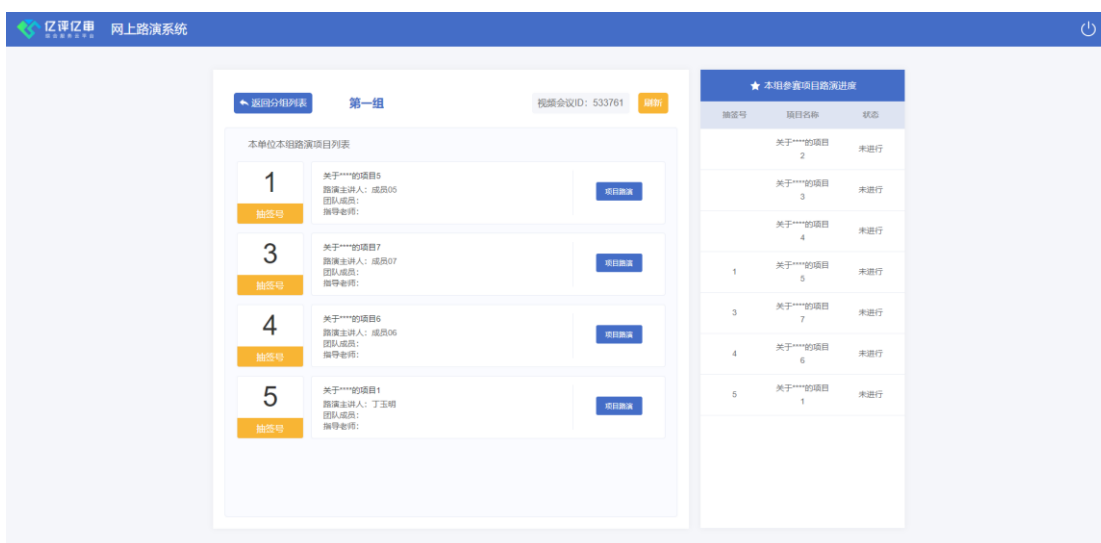 亿评亿审 网上路演系统
返回分组列表 第一组 视频会议ID: 533761 刷新
本单位本组路演项目列表
1
抽签号
关于****的项目5
路演主讲人: 成员05
团队成员:
指导老师:
项目路演
3
抽签号
关于****的项目7
路演主讲人: 成员07
团队成员:
指导老师:
项目路演
4
抽签号
关于****的项目6
路演主讲人: 成员06
团队成员:
指导老师:
项目路演
5
抽签号
关于****的项目1
路演主讲人: 丁玉明
团队成员:
指导老师:
项目路演
★ 本组参赛项目路演进度
抽签号 项目名称 状态
关于****的项目
2
未进行
关于****的项目
3
未进行
关于****的项目
4
未进行
1 关于****的项目
5
未进行
3 关于****的项目
7
未进行
4 关于****的项目
6
未进行
5 关于****的项目
1
未进行